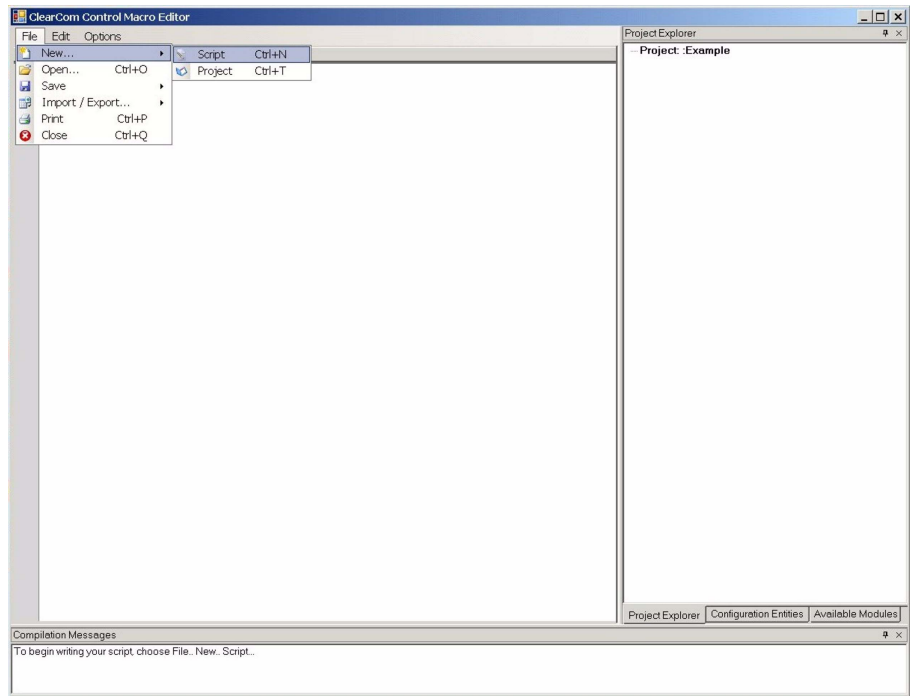 ClearCom Control Macro Editor
File Edit Options
New...
Open... Ctrl+O
Save
Import / Export...
Print Ctrl+P
Close Ctrl+Q
Script Ctrl+N
Project Ctrl+T
Project Explorer
Project: :Example
Project Explorer Configuration Entities Available Modules
Compilation Messages
To begin writing your script, choose File.. New.. Script...